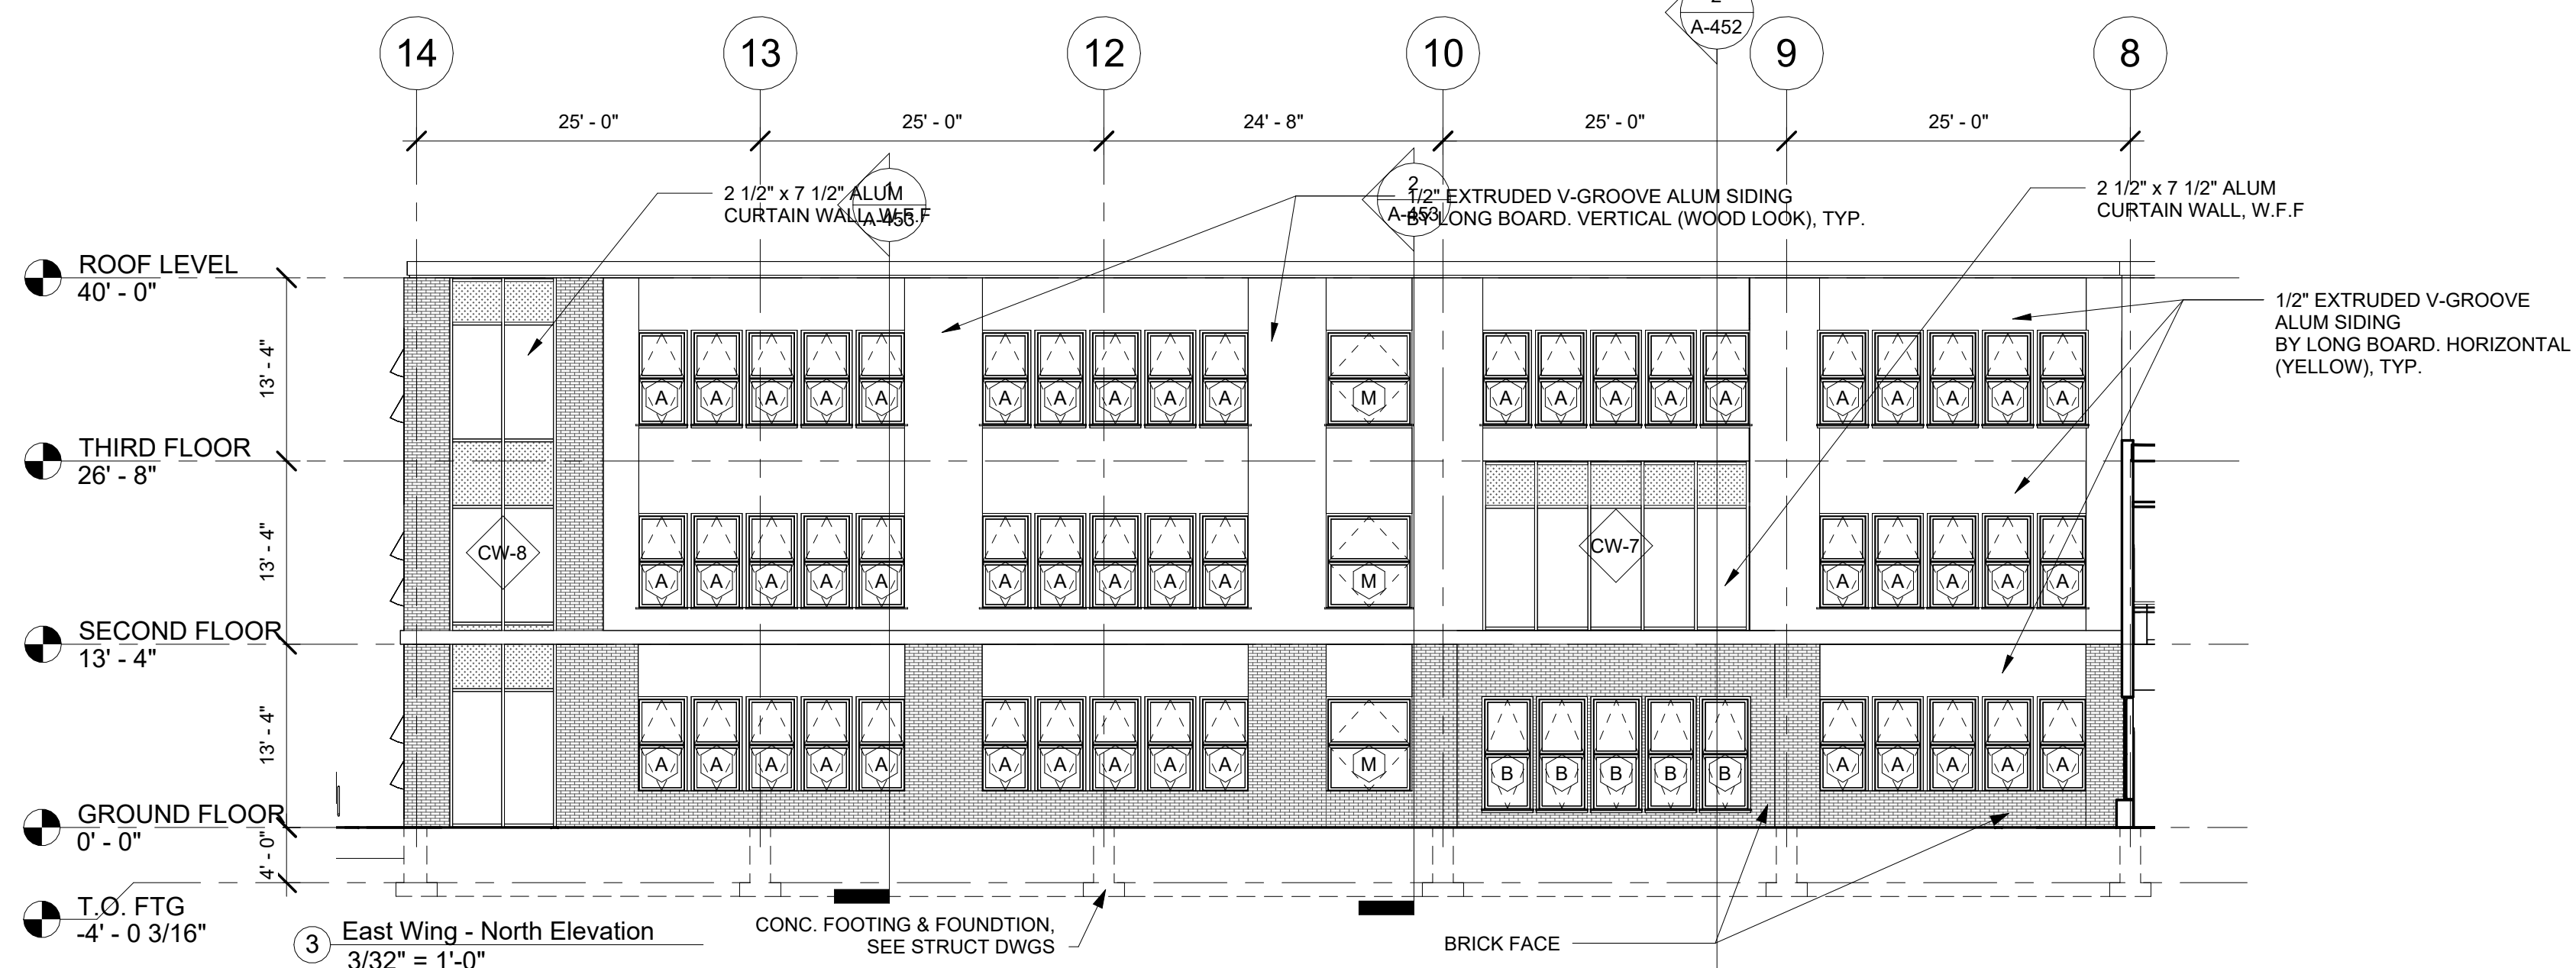 2
A-452
14
13
12
10
9
8
25' - 0"
25' - 0"
24' - 8"
25' - 0"
25' - 0"
2 1/2" x 7 1/2" ALUM
CURTAIN WALL, W.F.F
1
A-453
2
A-453
1/2" EXTRUDED V-GROOVE ALUM SIDING
BY LONG BOARD. VERTICAL (WOOD LOOK), TYP.
2 1/2" x 7 1/2" ALUM
CURTAIN WALL, W.F.F
1/2" EXTRUDED V-GROOVE
ALUM SIDING
BY LONG BOARD. HORIZONTAL
(YELLOW), TYP.
ROOF LEVEL
40' - 0"
13' - 4"
A A A A A A A A A A M A A A A A A A A A A
THIRD FLOOR
26' - 8"
13' - 4"
CW-8
CW-7
A A A A A A A A A A M A A A A A
SECOND FLOOR
13' - 4"
13' - 4"
A A A A A A A A A A M B B B B B A A A A A
GROUND FLOOR
0' - 0"
4' - 0"
T.O. FTG
-4' - 0 3/16"
3
East Wing - North Elevation
3/32" = 1'-0"
CONC. FOOTING & FOUNDTION,
SEE STRUCT DWGS
BRICK FACE